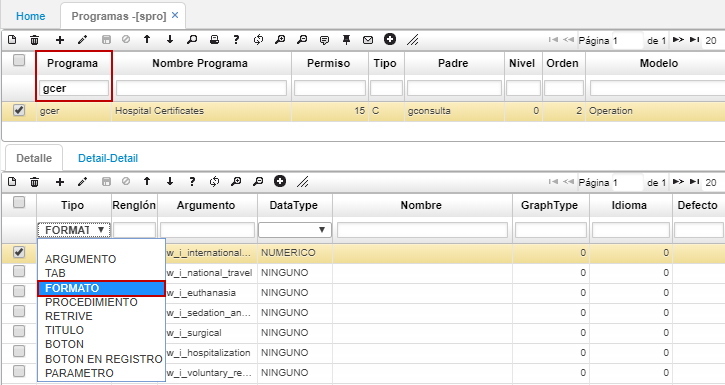 Home Programas -[spro] ×
Página 1 de 1 20
Programa Nombre Programa Permiso Tipo Padre Nivel Orden Modelo
gcer
gcer Hospital Certificates 15 C gconsulta 0 2 Operation
Detalle Detail-Detail
Página 1 de 1 20
Tipo Renglón Argumento DataType Nombre GraphType Idioma Defecto
FORMAT
w_i_international... NUMERICO 0 0
ARGUMENTO
TAB w_i_national_travel NINGUNO 0 0
FORMATO w_i_euthanasia NINGUNO 0 0
PROCEDIMIENTO w_i_sedation_an... NINGUNO 0 0
RETRIVE
TITULO w_i_surgical NINGUNO 0 0
BOTON w_i_hospitalization NINGUNO 0 0
BOTON EN REGISTRO
PARAMETRO w_i_voluntary_re... NINGUNO 0 0